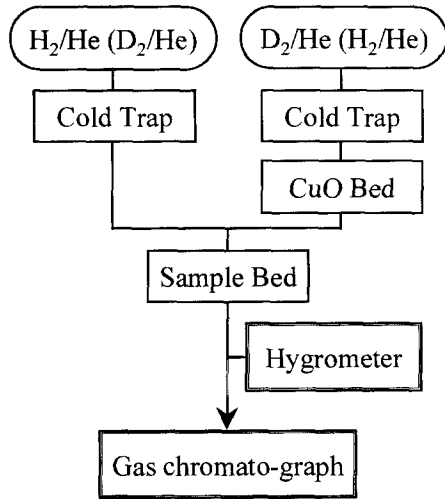 H₂/He (D₂/He)
D₂/He (H₂/He)
Cold Trap
Cold Trap
CuO Bed
Sample Bed
Hygrometer
Gas chromato-graph